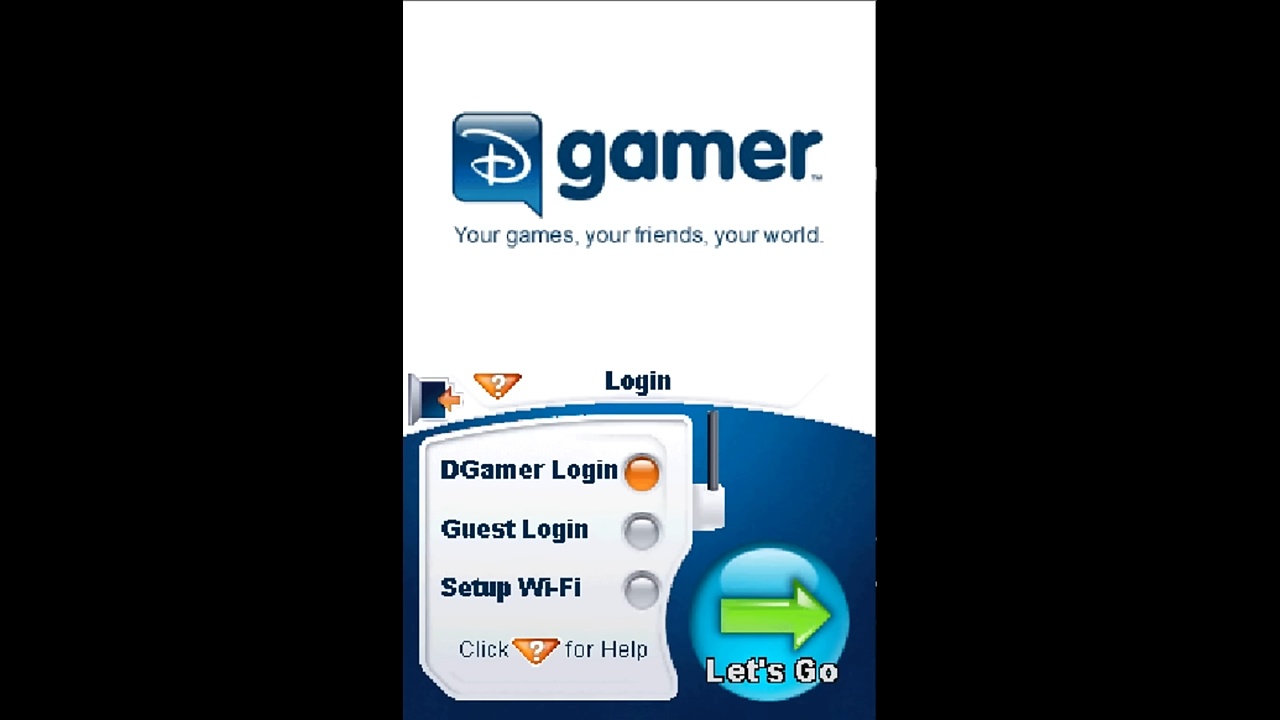 D gamer™
Your games, your friends, your world.
? Login
DGamer Login
Guest Login
Setup Wi-Fi
Click ? for Help
Let's Go